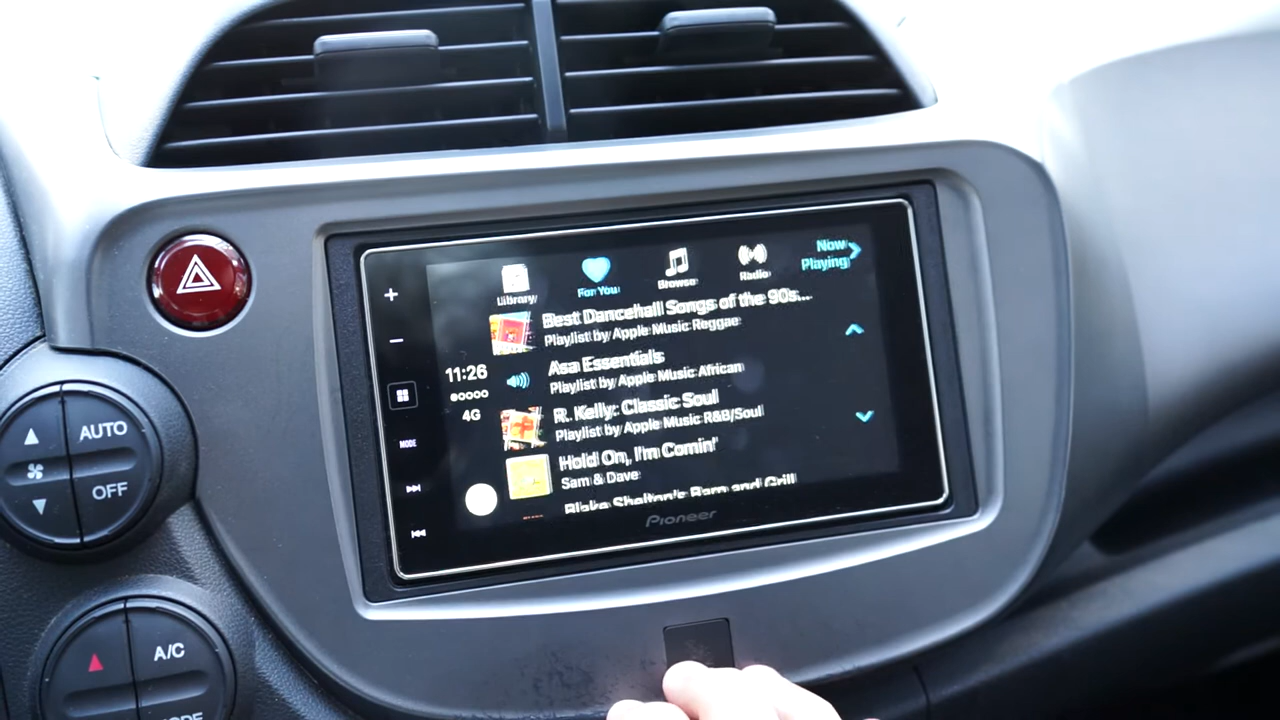 Library
For You
Browse
Radio
Now
Playing
Best Dancehall Songs of the 90s...
Playlist by Apple Music Reggae
Asa Essentials
Playlist by Apple Music African
R. Kelly: Classic Soul
Playlist by Apple Music R&B/Soul
Hold On, I'm Comin'
Sam & Dave
Blake Shelton's Barn and Grill
11:26
4G
MODE
Pioneer
AUTO
OFF
A/C
MODE